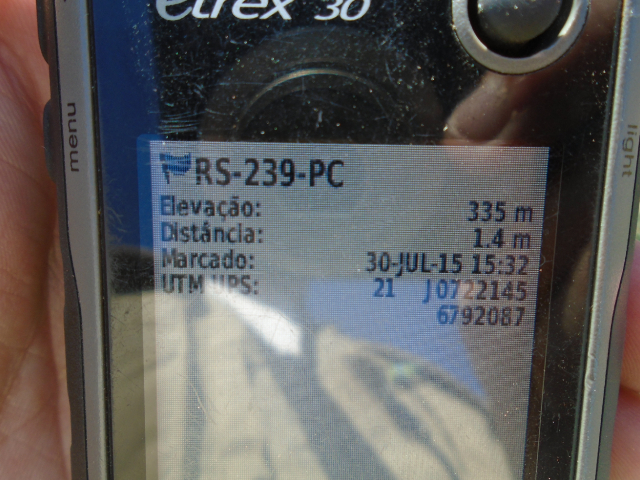 etrex 30
menu
light
RS-239-PC
Elevação: 335 m
Distância: 1.4 m
Marcado: 30-JUL-15 15:32
UTM UPS: 21 J0722145
6792087